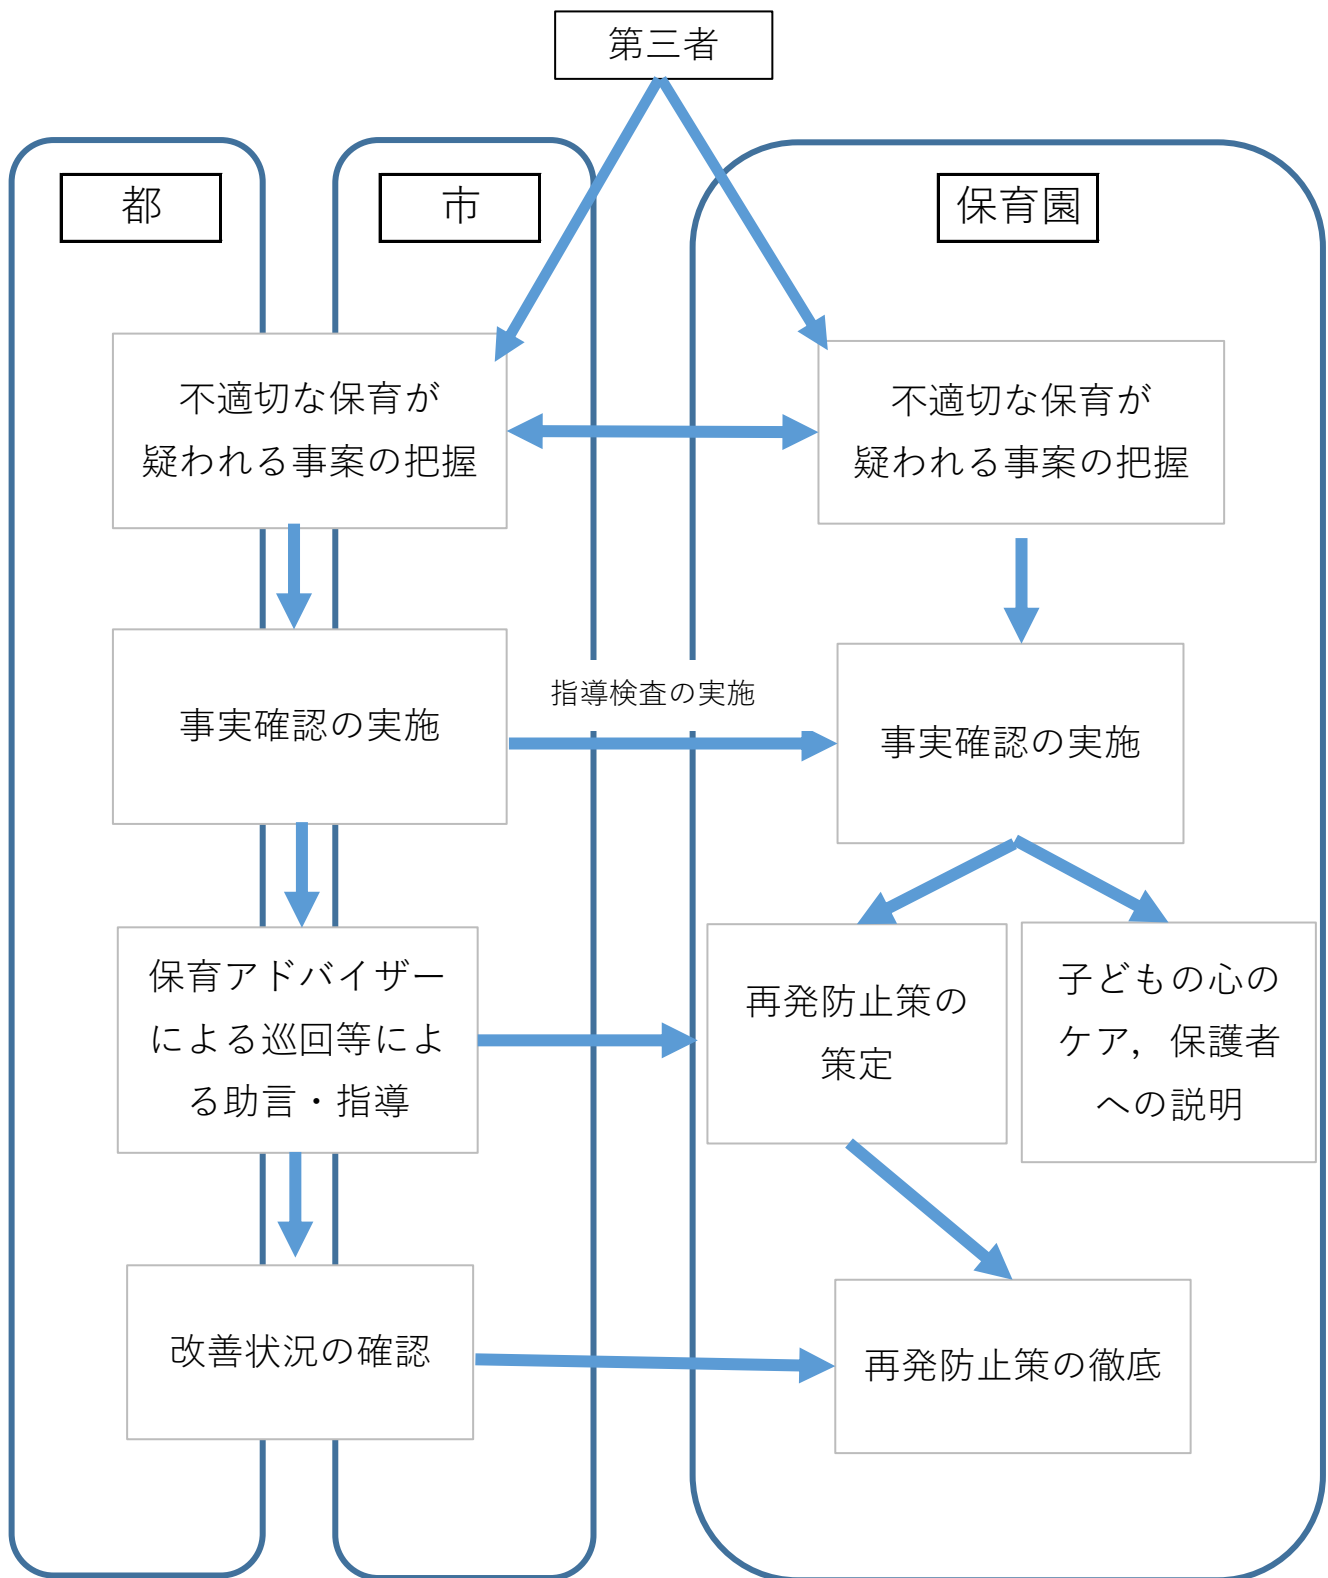 第三者
都
市
保育園
不適切な保育が
疑われる事案の把握
不適切な保育が
疑われる事案の把握
事実確認の実施
指導検査の実施
事実確認の実施
保育アドバイザー
による巡回等によ
る助言・指導
再発防止策の
策定
子どもの心の
ケア，保護者
への説明
改善状況の確認
再発防止策の徹底